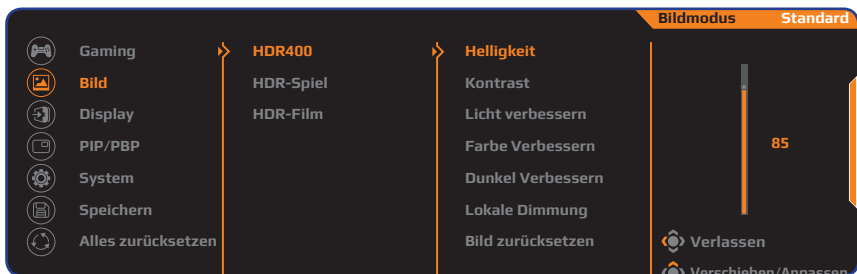 Bildmodus Standard
Gaming HDR400 Helligkeit
Bild HDR-Spiel Kontrast
Display HDR-Film Licht verbessern
PIP/PBP Farbe Verbessern
85
System Dunkel Verbessern
Speichern Lokale Dimmung
Alles zurücksetzen Bild zurücksetzen Verlassen
Verschieben/Anpassen